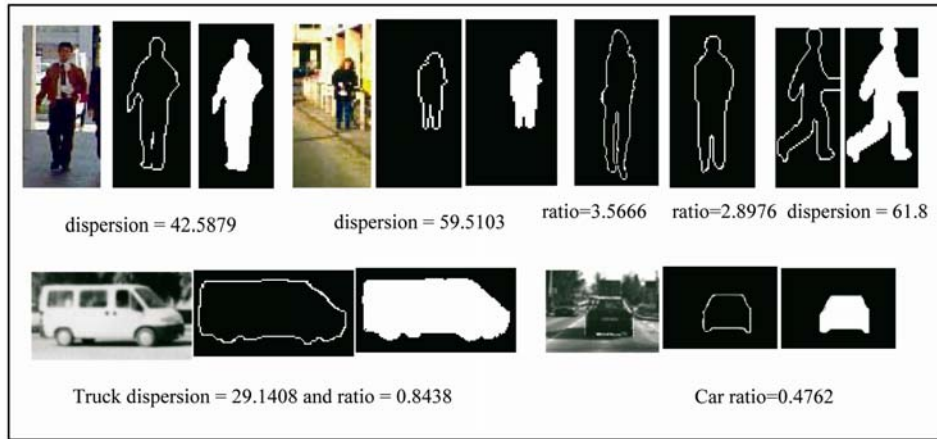 dispersion = 42.5879
dispersion = 59.5103
ratio=3.5666
ratio=2.8976
dispersion = 61.8
Truck dispersion = 29.1408 and ratio = 0.8438
Car ratio=0.4762